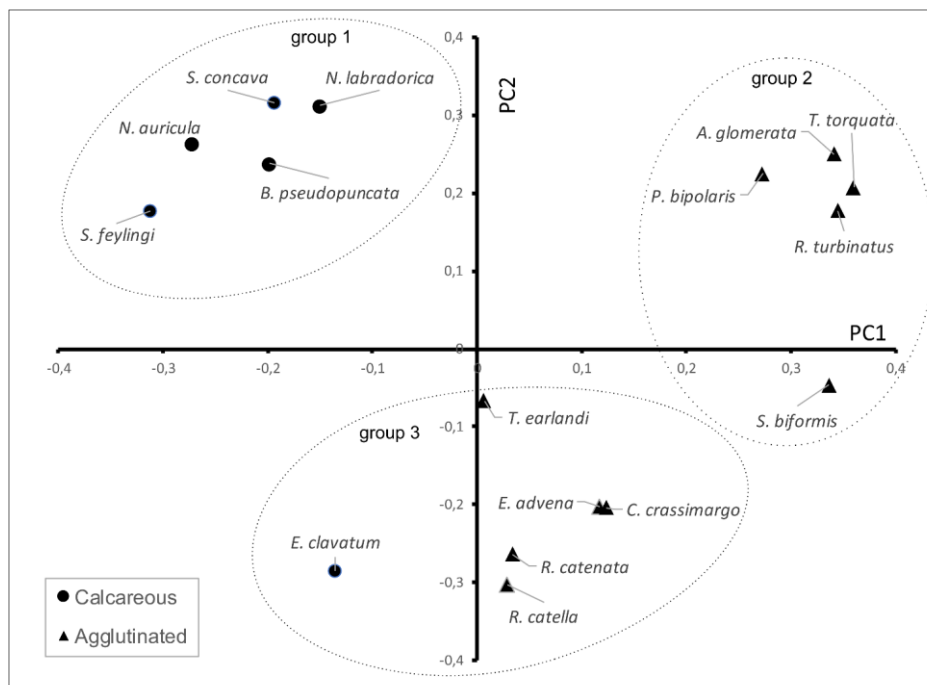 group 1
S. concava
N. labradorica
N. auricula
B. pseudopuncata
S. feylingi
PC2
0,4
0,3
0,2
0,1
0
-0,1
-0,2
-0,3
-0,4
group 2
T. torquata
A. glomerata
P. bipolaris
R. turbinatus
PC1
-0,4
-0,3
-0,2
-0,1
0
0,1
0,2
0,3
0,4
S. biformis
group 3
T. earlandi
E. advena
C. crassimargo
E. clavatum
R. catenata
R. catella
Calcareous
Agglutinated